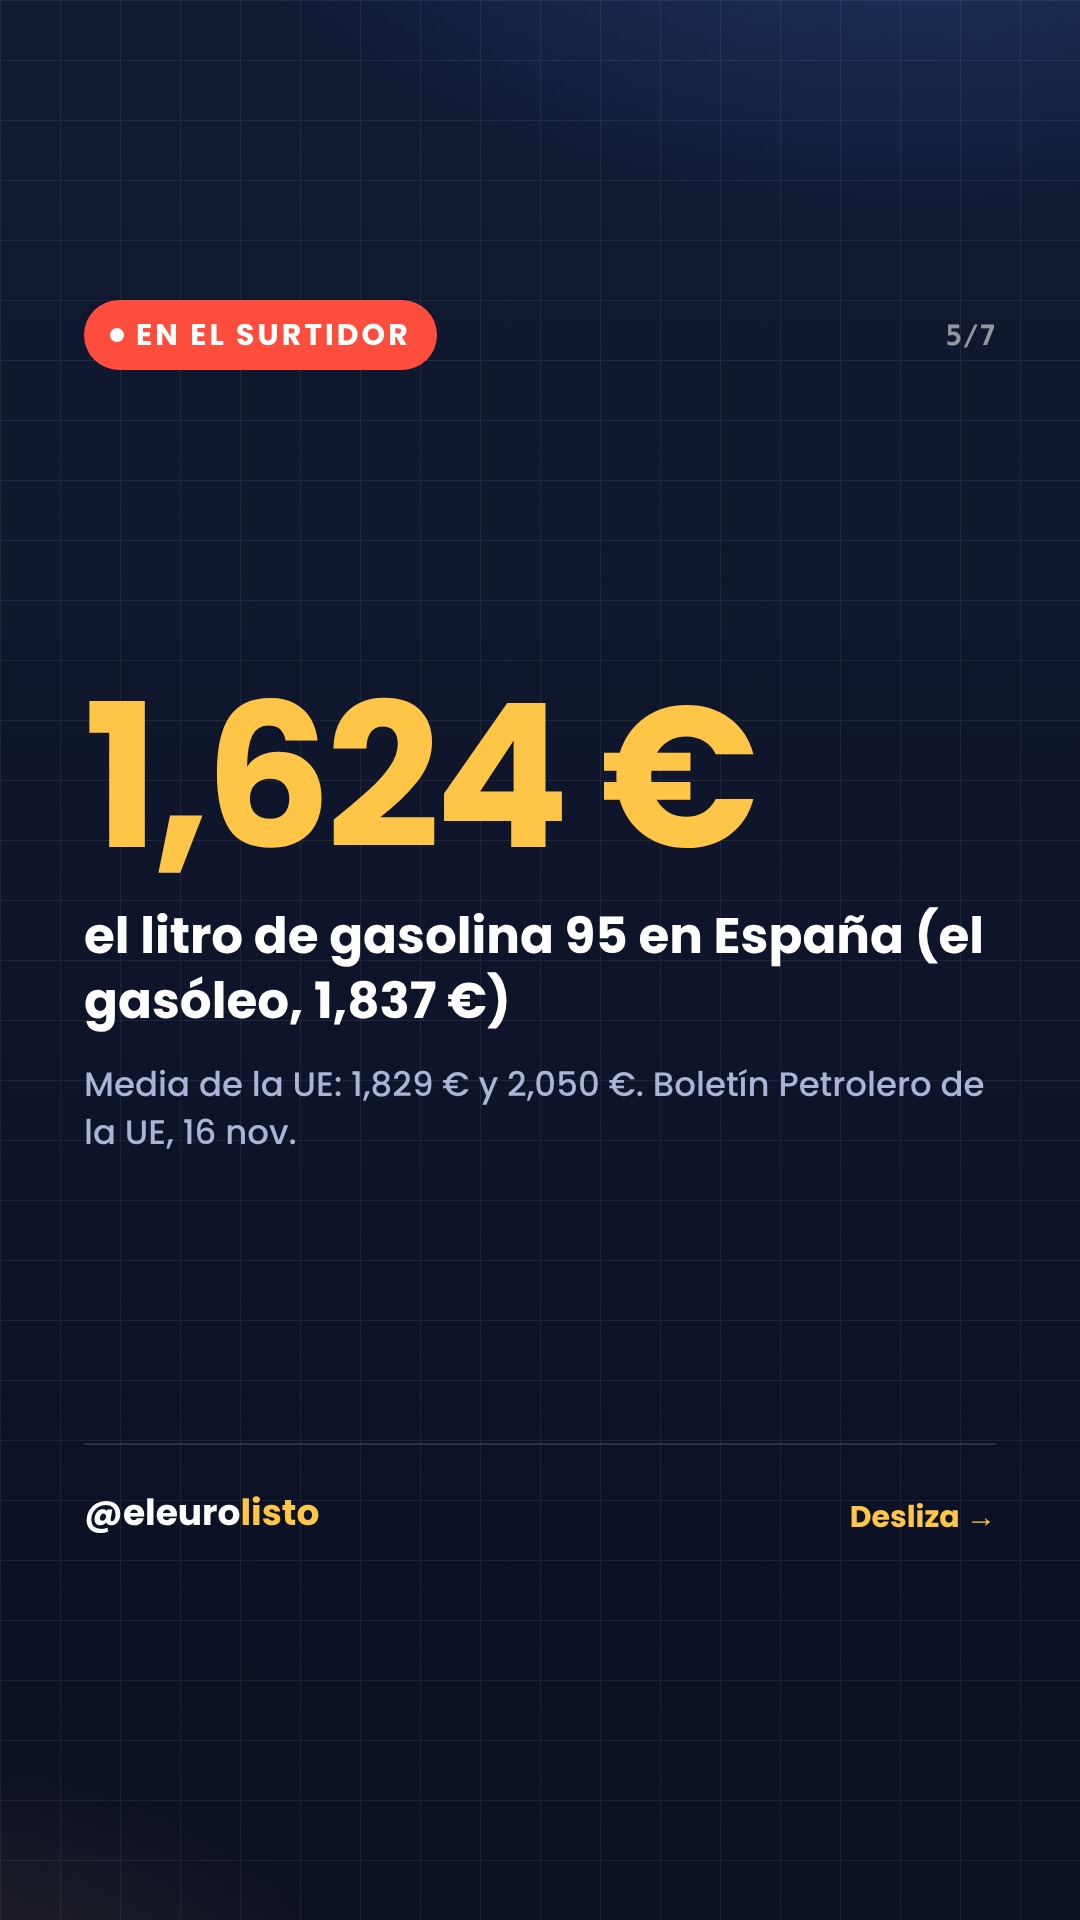 EN EL SURTIDOR
5/7
1,624 €
el litro de gasolina 95 en España (el
gasóleo, 1,837 €)
Media de la UE: 1,829 € y 2,050 €. Boletín Petrolero de
la UE, 16 nov.
@eleurolisto
Desliza →